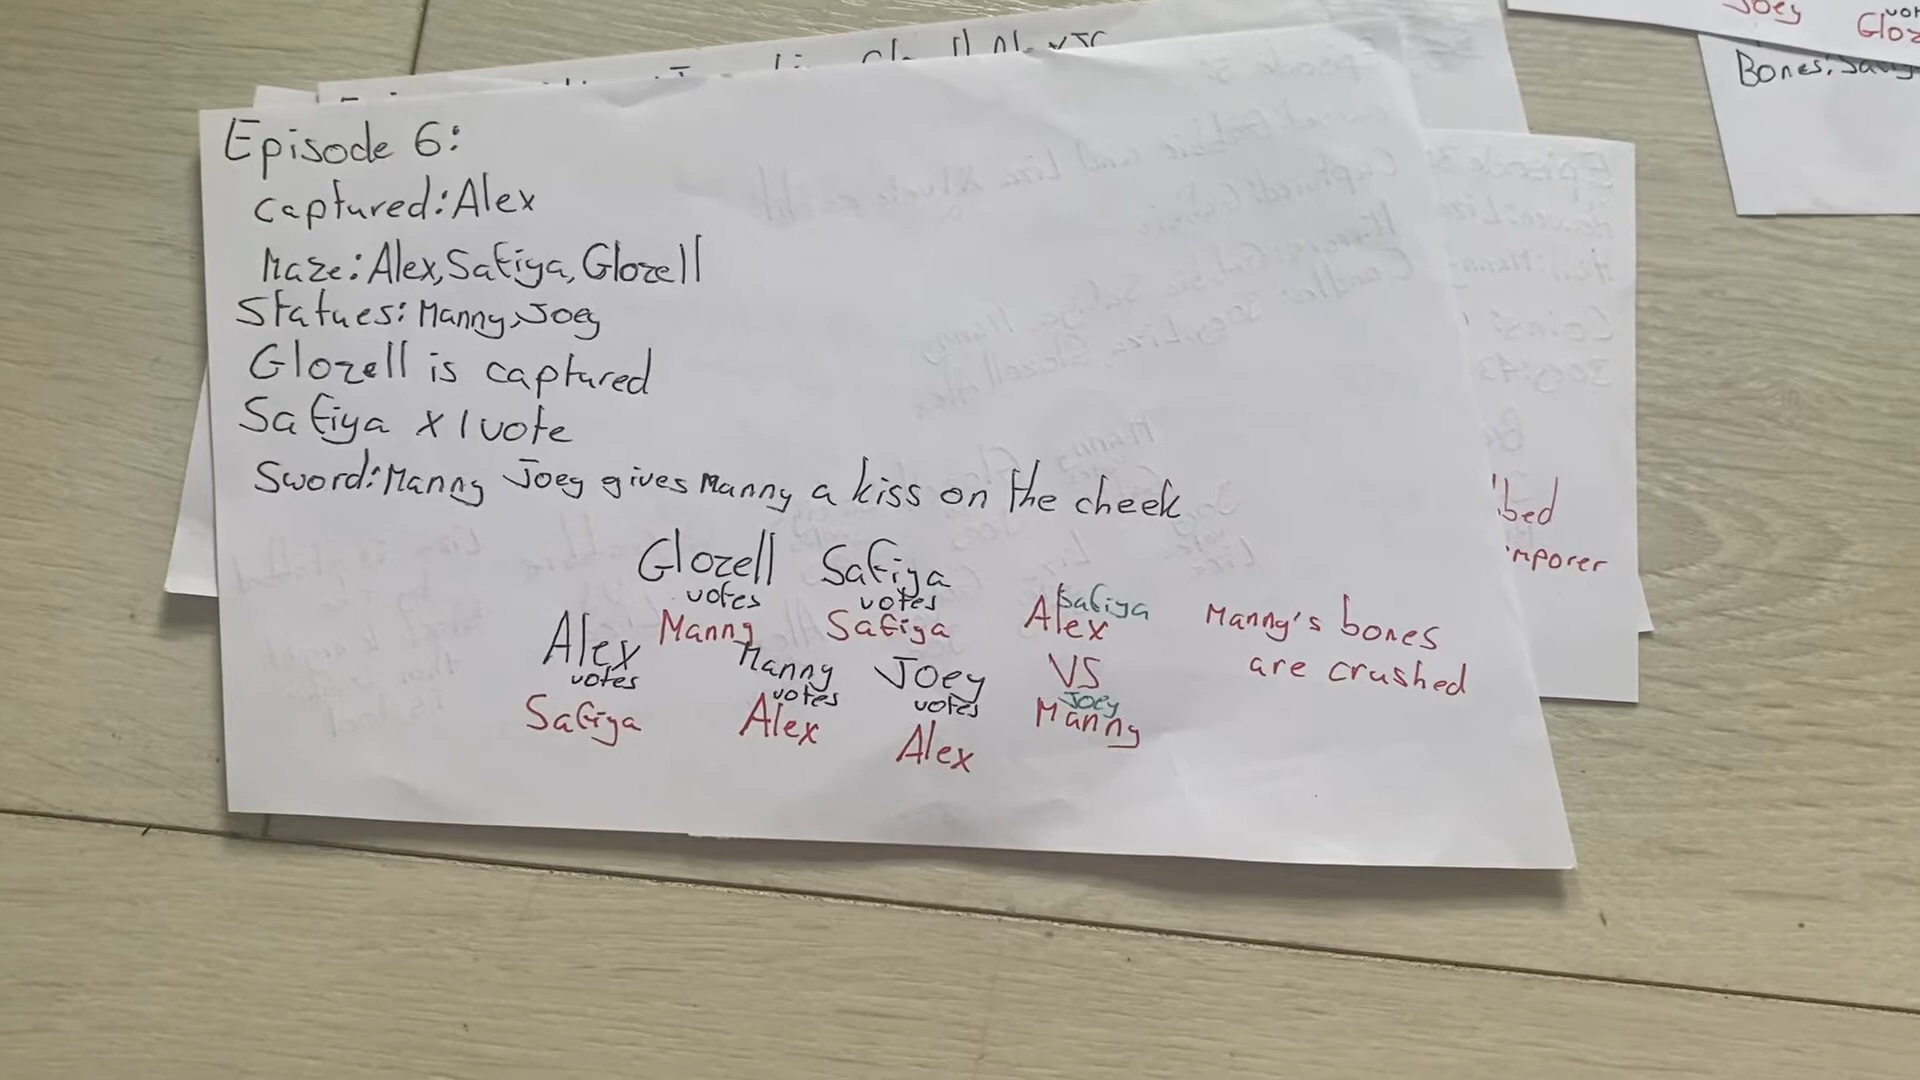 Episode 6:
captured: Alex
Maze: Alex, Safiya, Glozell
Statues: Manny, Joey
Glozell is captured
Safiya x 1 vote
Sword: Manny Joey gives Manny a kiss on the cheek
Glozell Safiya
votes votes
Manny Safiya
Alex Manny Joey
votes votes votes
Safiya Alex Alex
Safiya
Alex
VS
Joey
Manny
Manny's bones
are crushed
Joey
Gloz
Bones:
bed
mporer